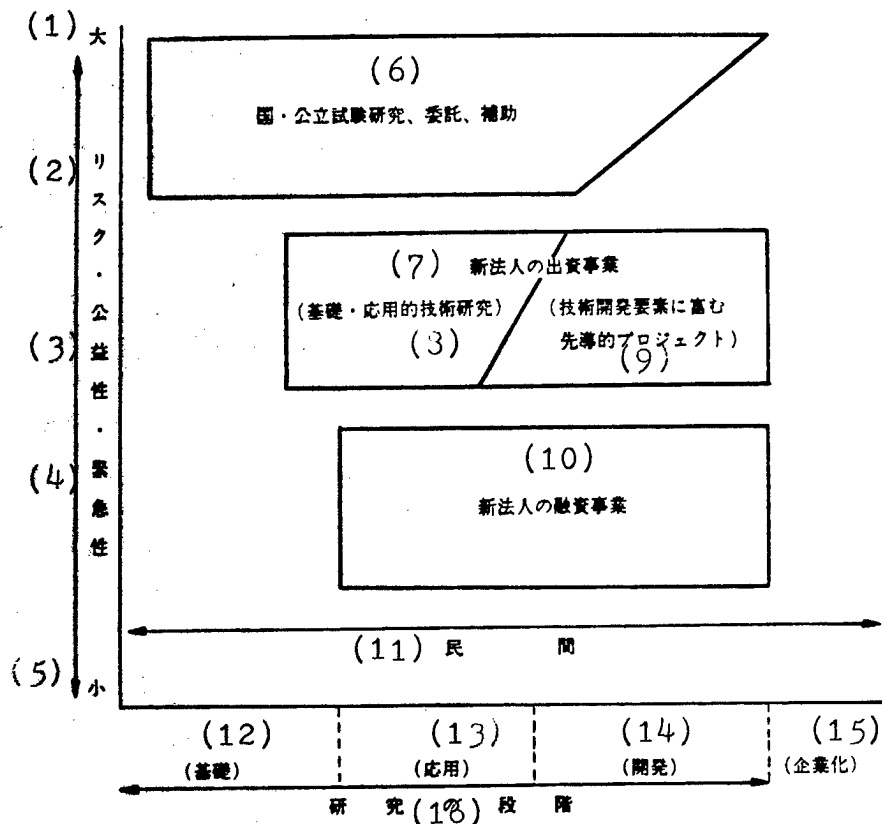 (1) 大
(6)
国・公立試験研究、委託、補助
(2) リスク・
(7) 新法人の出資事業
(基礎・応用的技術研究) (技術開発要素に富む
先導的プロジェクト)
(3) 公益性・
(8) (9)
(4) 緊急性
(10)
新法人の融資事業
(11) 民間
(5) 小
(12) (13) (14) (15)
(基礎) (応用) (開発) (企業化)
研究の段階
(16)